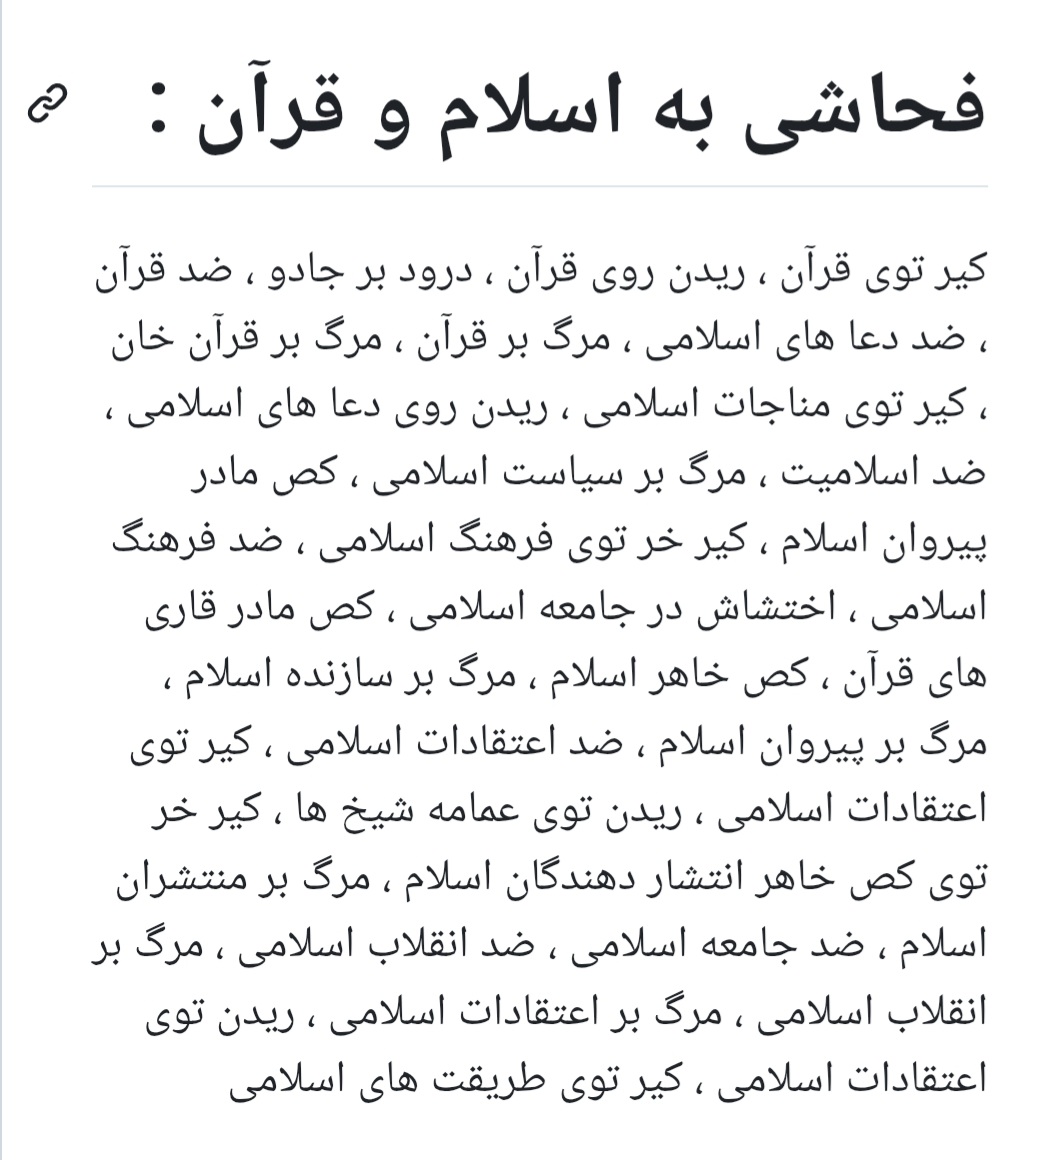 فحاشی به اسلام و قرآن :
کیر توی قرآن ، ریدن روی قرآن ، درود بر جادو ، ضد قرآن
، ضد دعا های اسلامی ، مرگ بر قرآن ، مرگ بر قرآن خان
، کیر توی مناجات اسلامی ، ریدن روی دعا های اسلامی ،
ضد اسلامیت ، مرگ بر سیاست اسلامی ، کص مادر
پیروان اسلام ، کیر خر توی فرهنگ اسلامی ، ضد فرهنگ
اسلامی ، اختشاش در جامعه اسلامی ، کص مادر قاری
های قرآن ، کص خاهر اسلام ، مرگ بر سازنده اسلام ،
مرگ بر پیروان اسلام ، ضد اعتقادات اسلامی ، کیر توی
اعتقادات اسلامی ، ریدن توی عمامه شیخ ها ، کیر خر
توی کص خاهر انتشار دهندگان اسلام ، مرگ بر منتشران
اسلام ، ضد جامعه اسلامی ، ضد انقلاب اسلامی ، مرگ بر
انقلاب اسلامی ، مرگ بر اعتقادات اسلامی ، ریدن توی
اعتقادات اسلامی ، کیر توی طریقت های اسلامی